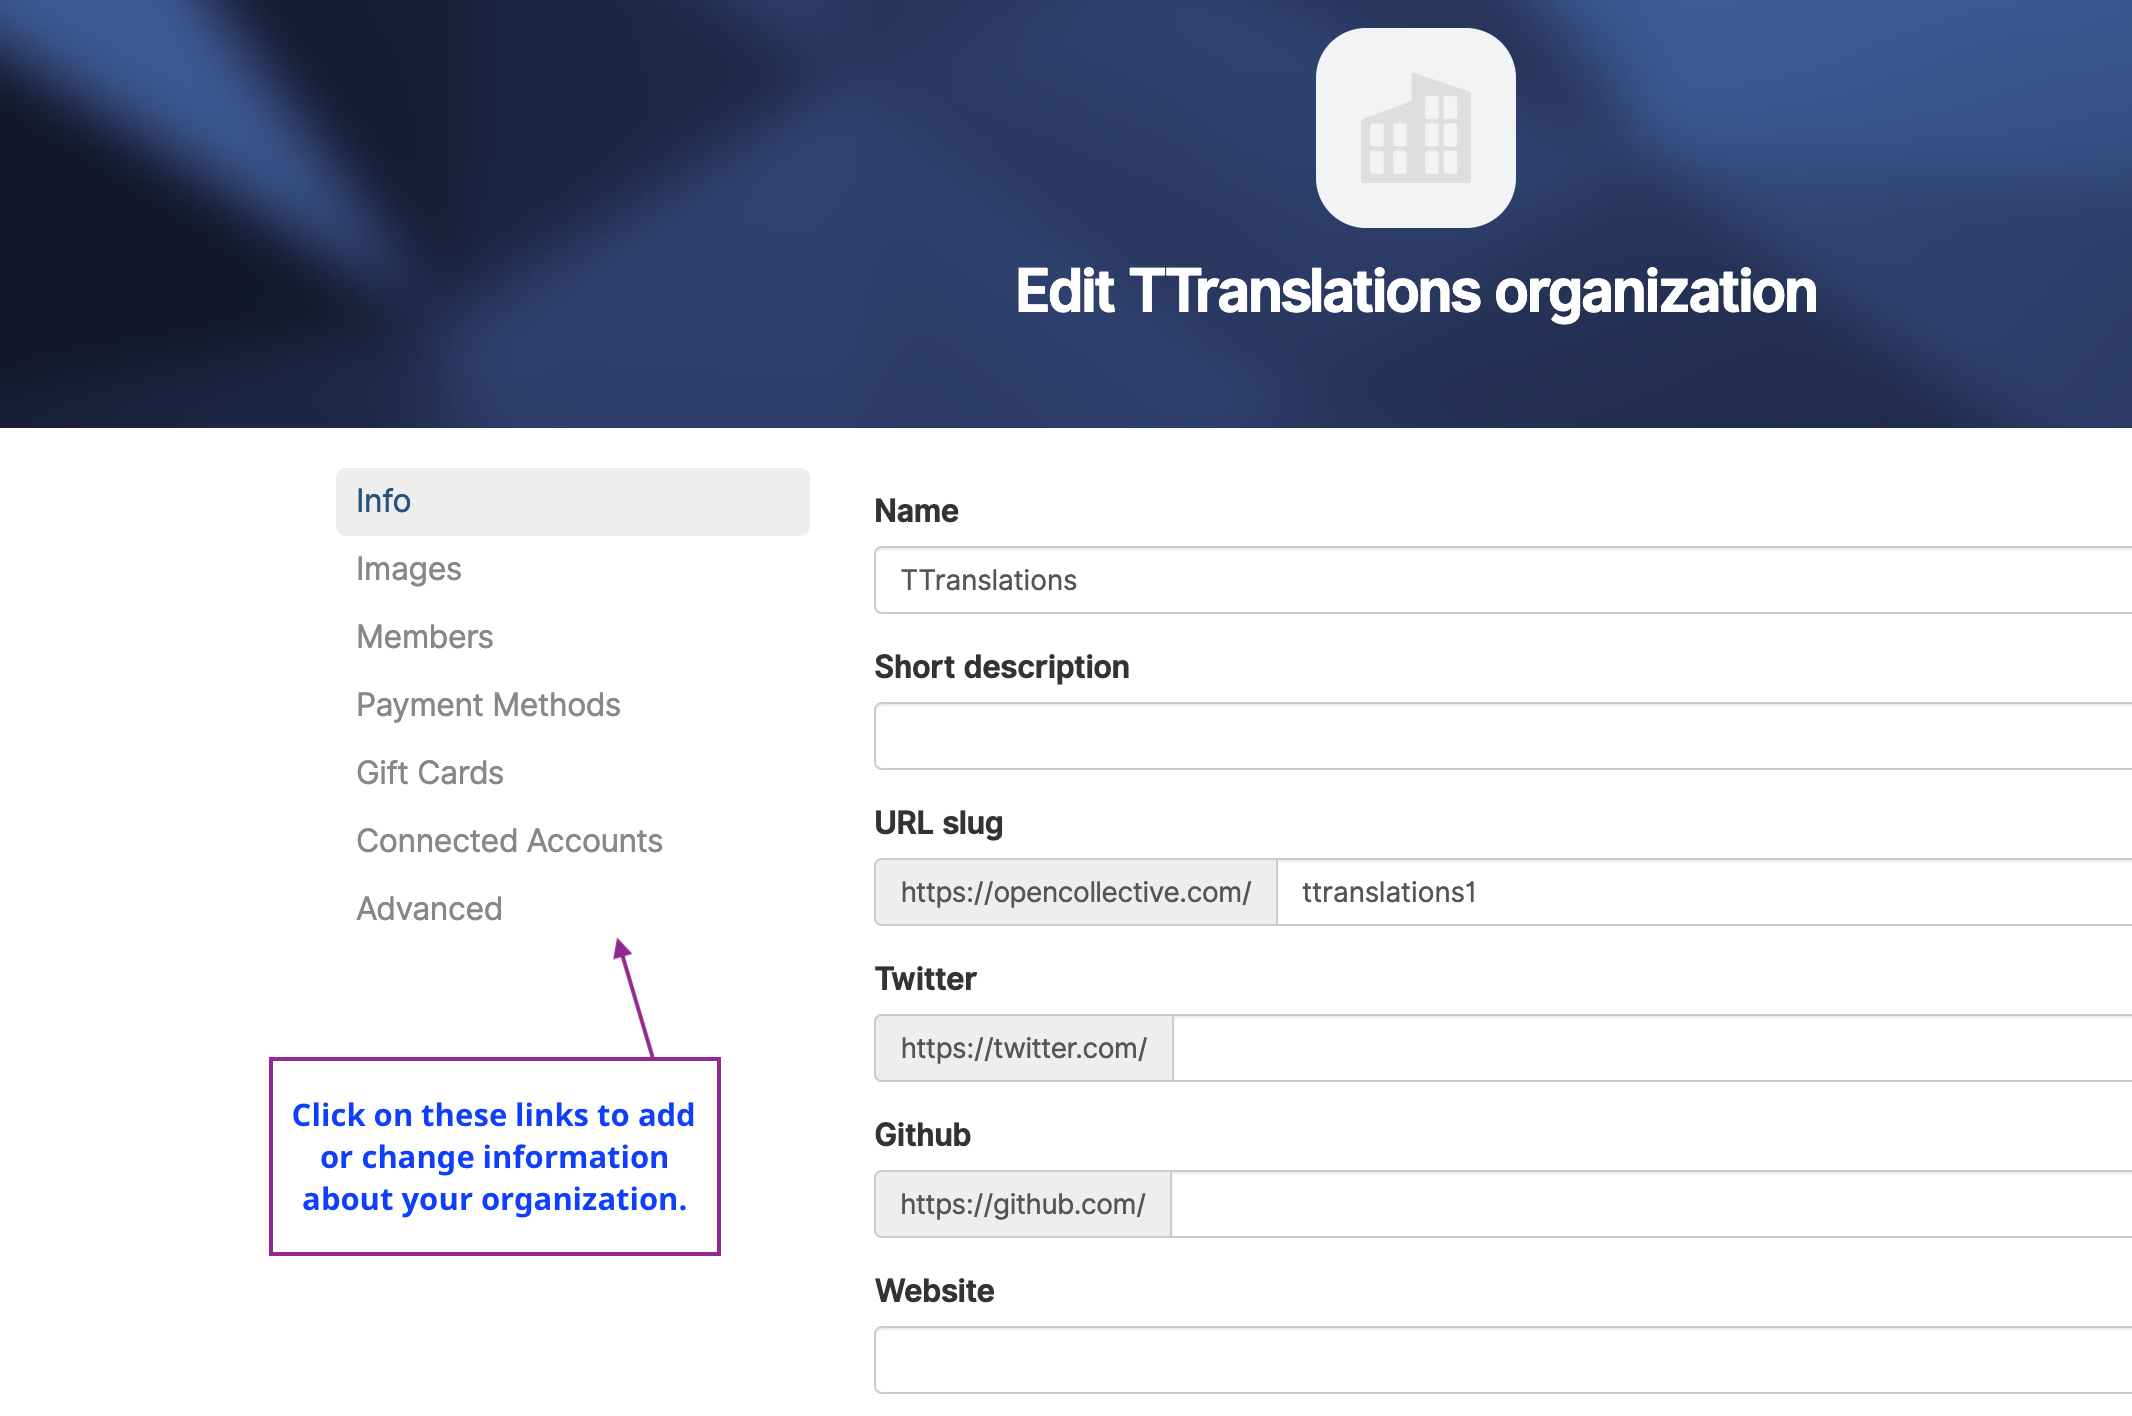 Edit TTranslations organization
Info
Images
Members
Payment Methods
Gift Cards
Connected Accounts
Advanced
Click on these links to add
or change information
about your organization.
Name
TTranslations
Short description
URL slug
https://opencollective.com/ ttranslations1
Twitter
https://twitter.com/
Github
https://github.com/
Website